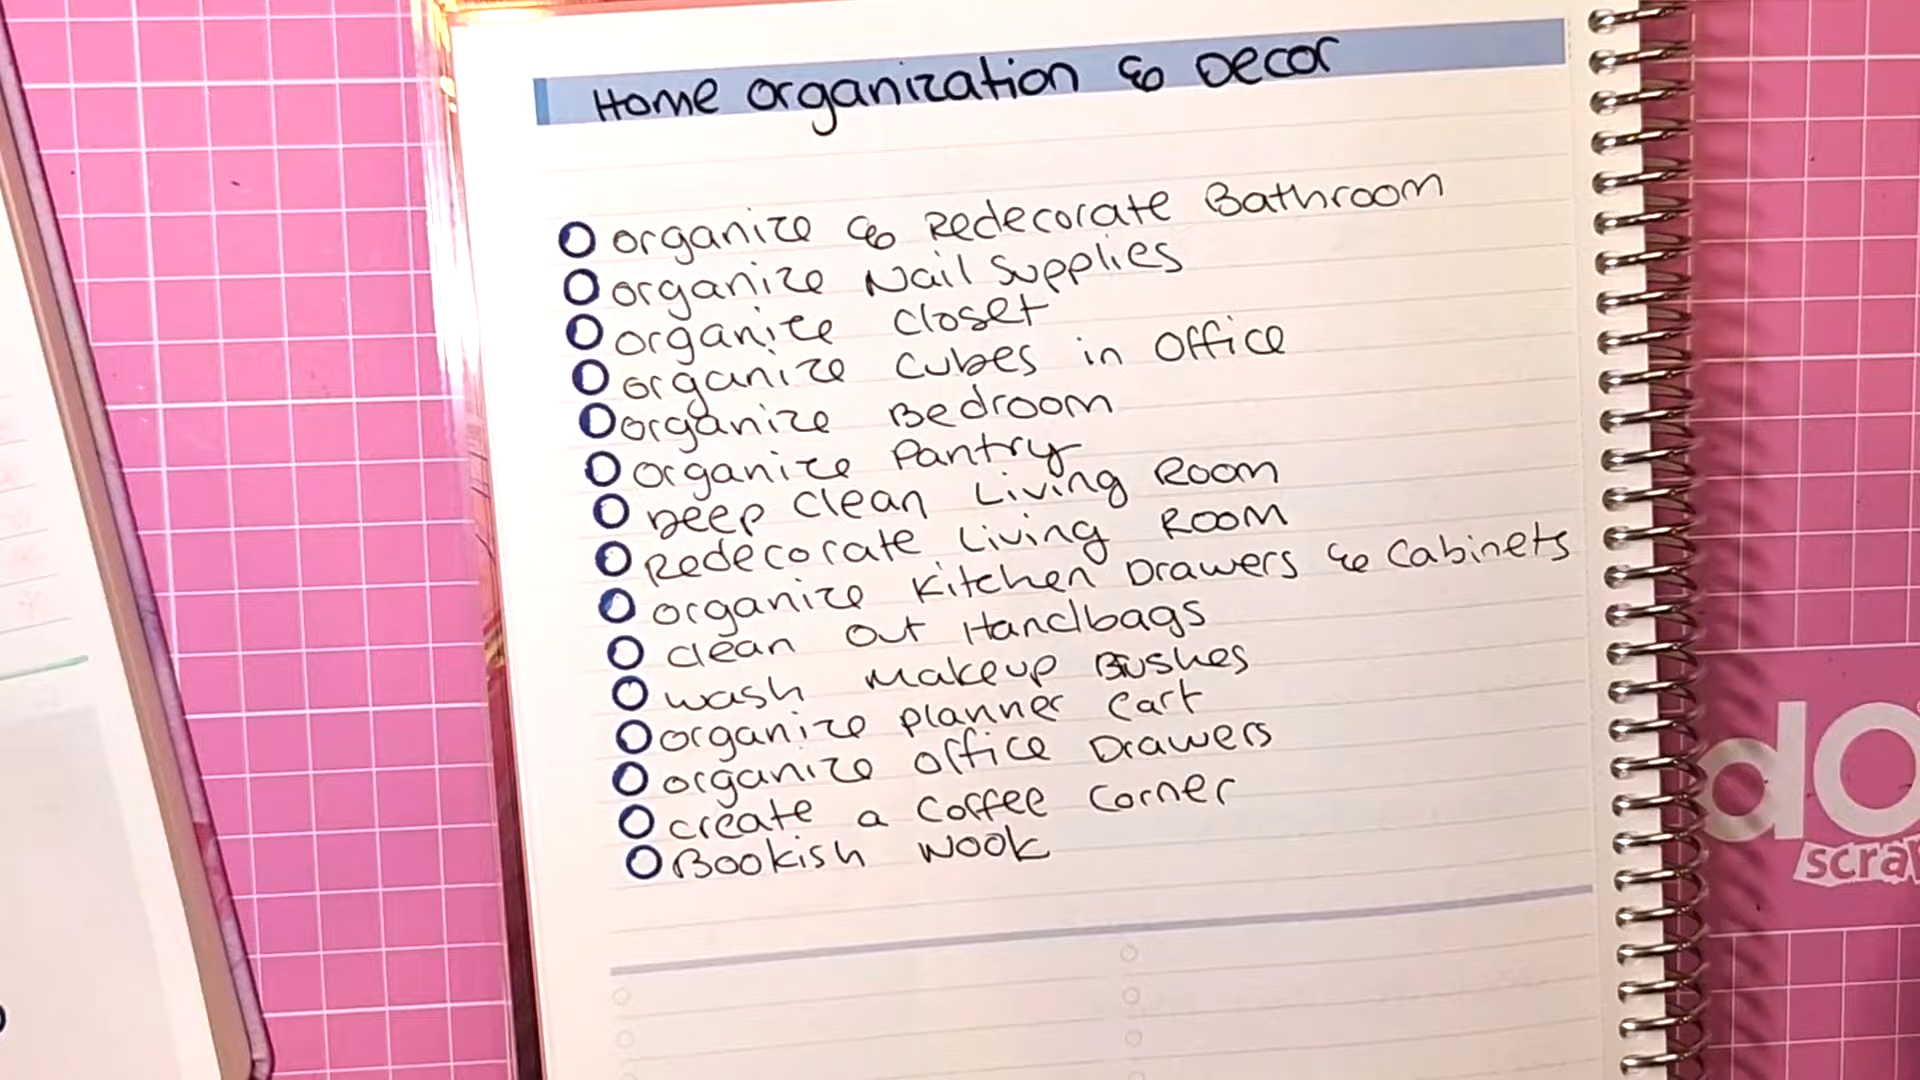 Home Organization & Decor
Organize & Redecorate Bathroom
Organize Nail Supplies
Organize Closet
Organize Cubes in Office
Organize Bedroom
Organize Pantry
Deep Clean Living Room
Redecorate Living Room
Organize Kitchen Drawers & Cabinets
Clean Out Handbags
Wash Makeup Bushes
Organize Planner Cart
Organize Office Drawers
Create a Coffee Corner
Bookish Nook